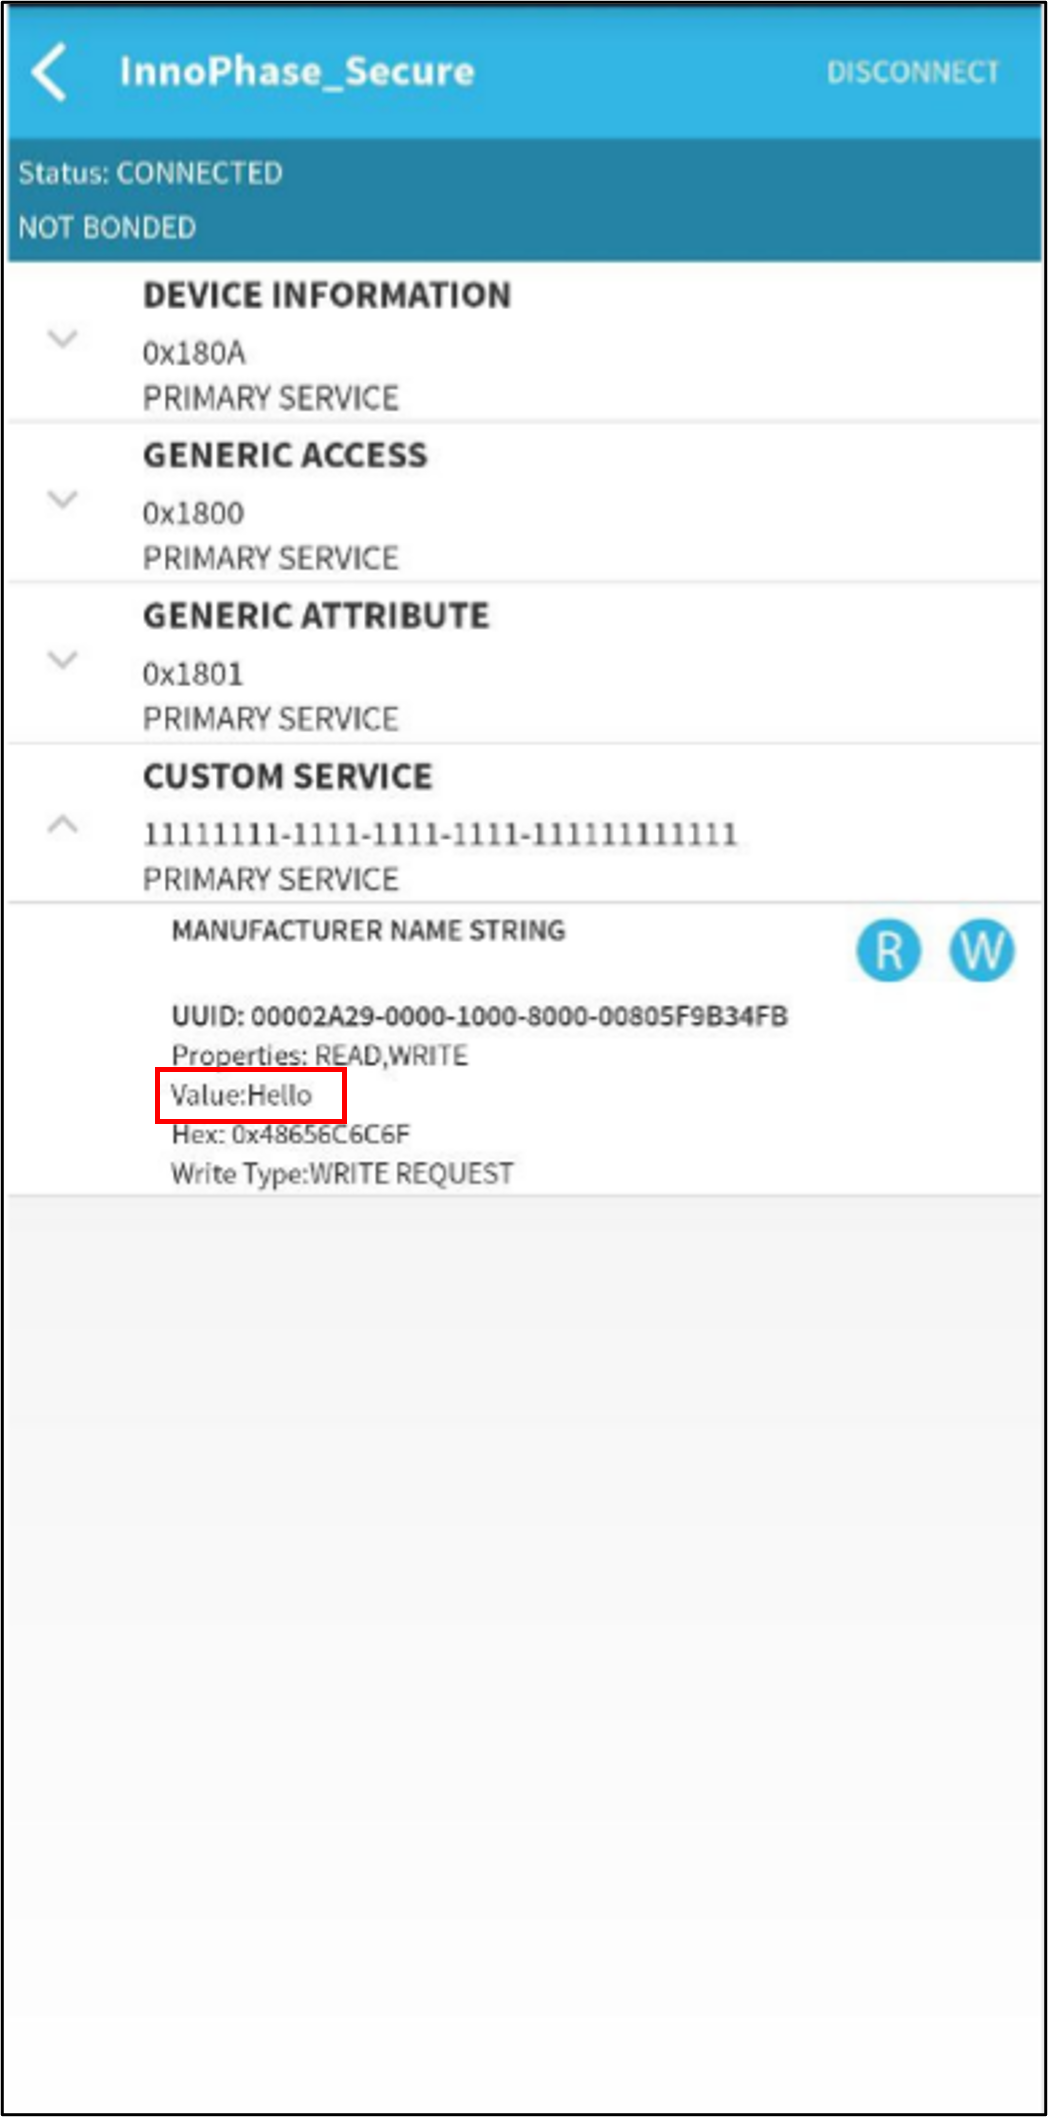 InnoPhase_Secure
DISCONNECT
Status: CONNECTED
NOT BONDED
DEVICE INFORMATION
0x180A
PRIMARY SERVICE
GENERIC ACCESS
0x1800
PRIMARY SERVICE
GENERIC ATTRIBUTE
0x1801
PRIMARY SERVICE
CUSTOM SERVICE
11111111-1111-1111-1111-111111111111
PRIMARY SERVICE
MANUFACTURER NAME STRING
R W
UUID: 00002A29-0000-1000-8000-00805F9B34FB
Properties: READ,WRITE
Value:Hello
Hex: 0x48656C6C6F
Write Type:WRITE REQUEST